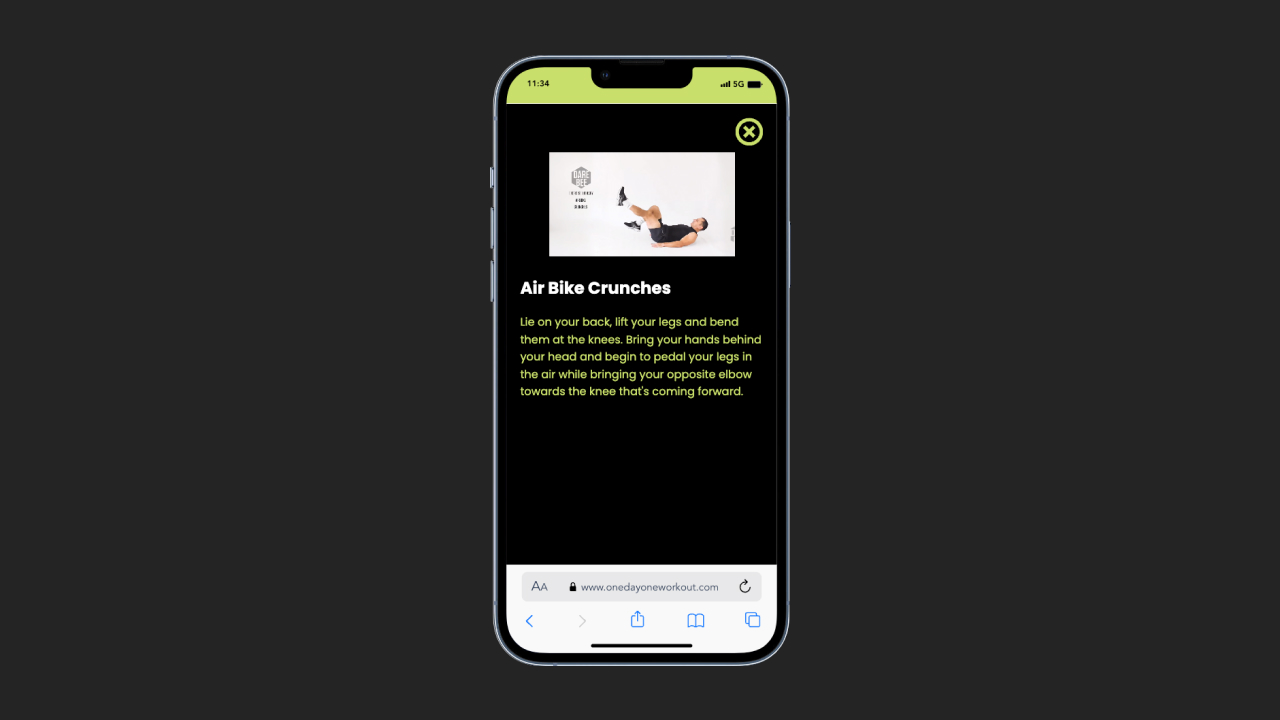 11:34
5G
DARE
BEE
Air Bike Crunches
Lie on your back, lift your legs and bend
them at the knees. Bring your hands behind
your head and begin to pedal your legs in
the air while bringing your opposite elbow
towards the knee that's coming forward.
AA
www.onedayoneworkout.com